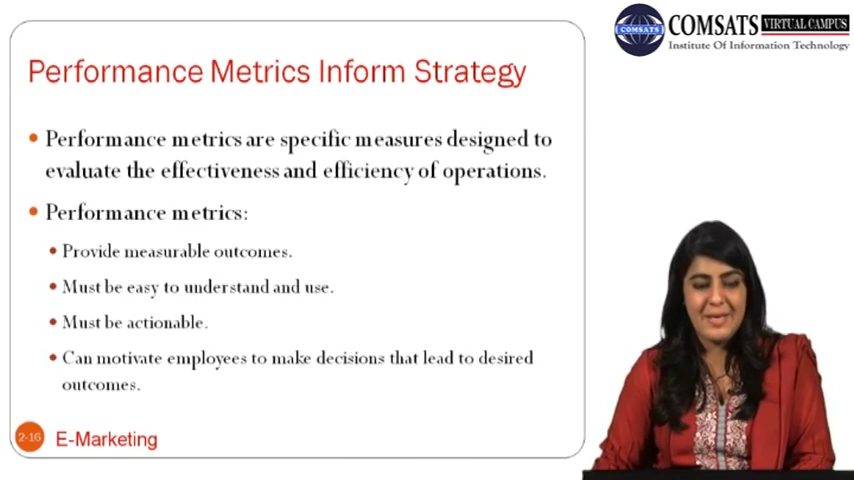 COMSATS VIRTUAL CAMPUS
Institute Of Information Technology
COMSATS
Performance Metrics Inform Strategy
• Performance metrics are specific measures designed to
evaluate the effectiveness and efficiency of operations.
• Performance metrics:
• Provide measurable outcomes.
• Must be easy to understand and use.
• Must be actionable.
• Can motivate employees to make decisions that lead to desired
outcomes.
2-16 E-Marketing